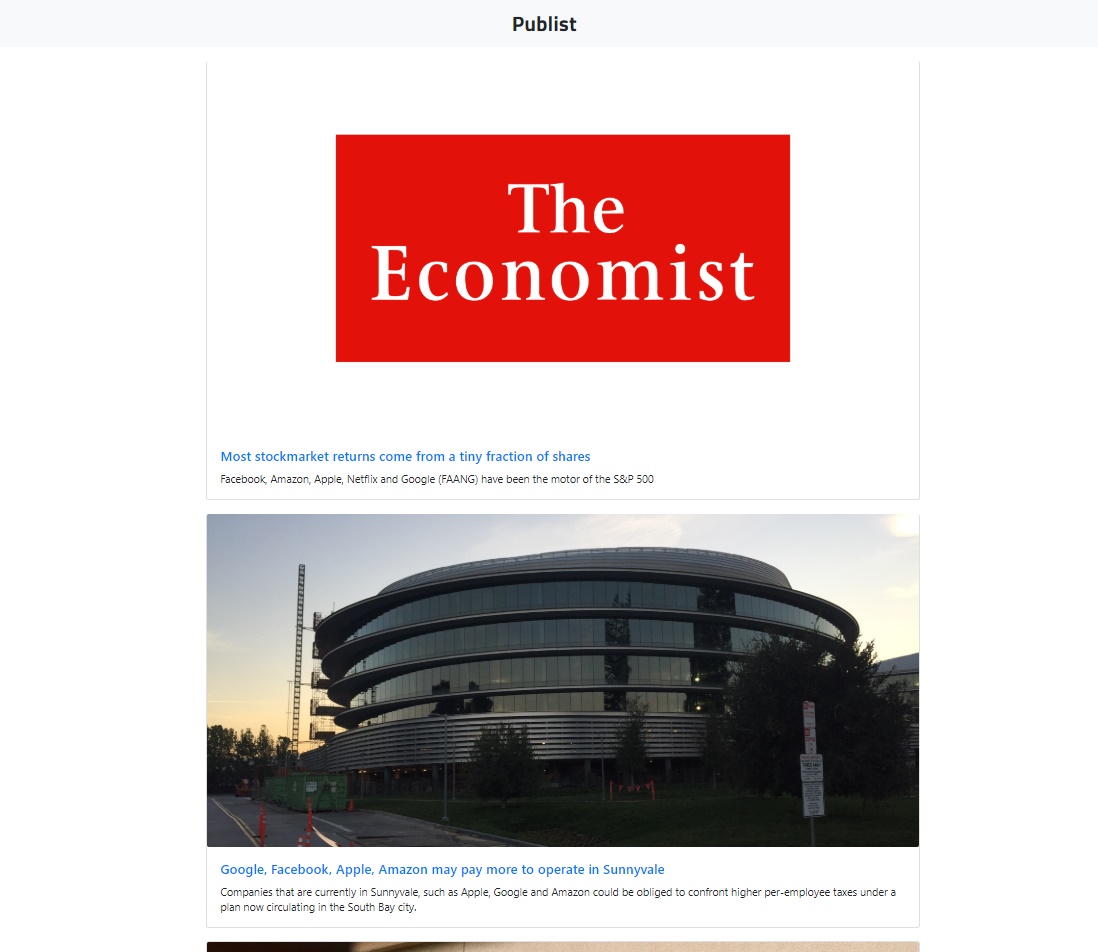 Publist
The
Economist
Most stockmarket returns come from a tiny fraction of shares
Facebook, Amazon, Apple, Netflix and Google (FAANG) have been the motor of the S&P 500
Google, Facebook, Apple, Amazon may pay more to operate in Sunnyvale
Companies that are currently in Sunnyvale, such as Apple, Google and Amazon could be obliged to confront higher per-employee taxes under a
plan now circulating in the South Bay city.